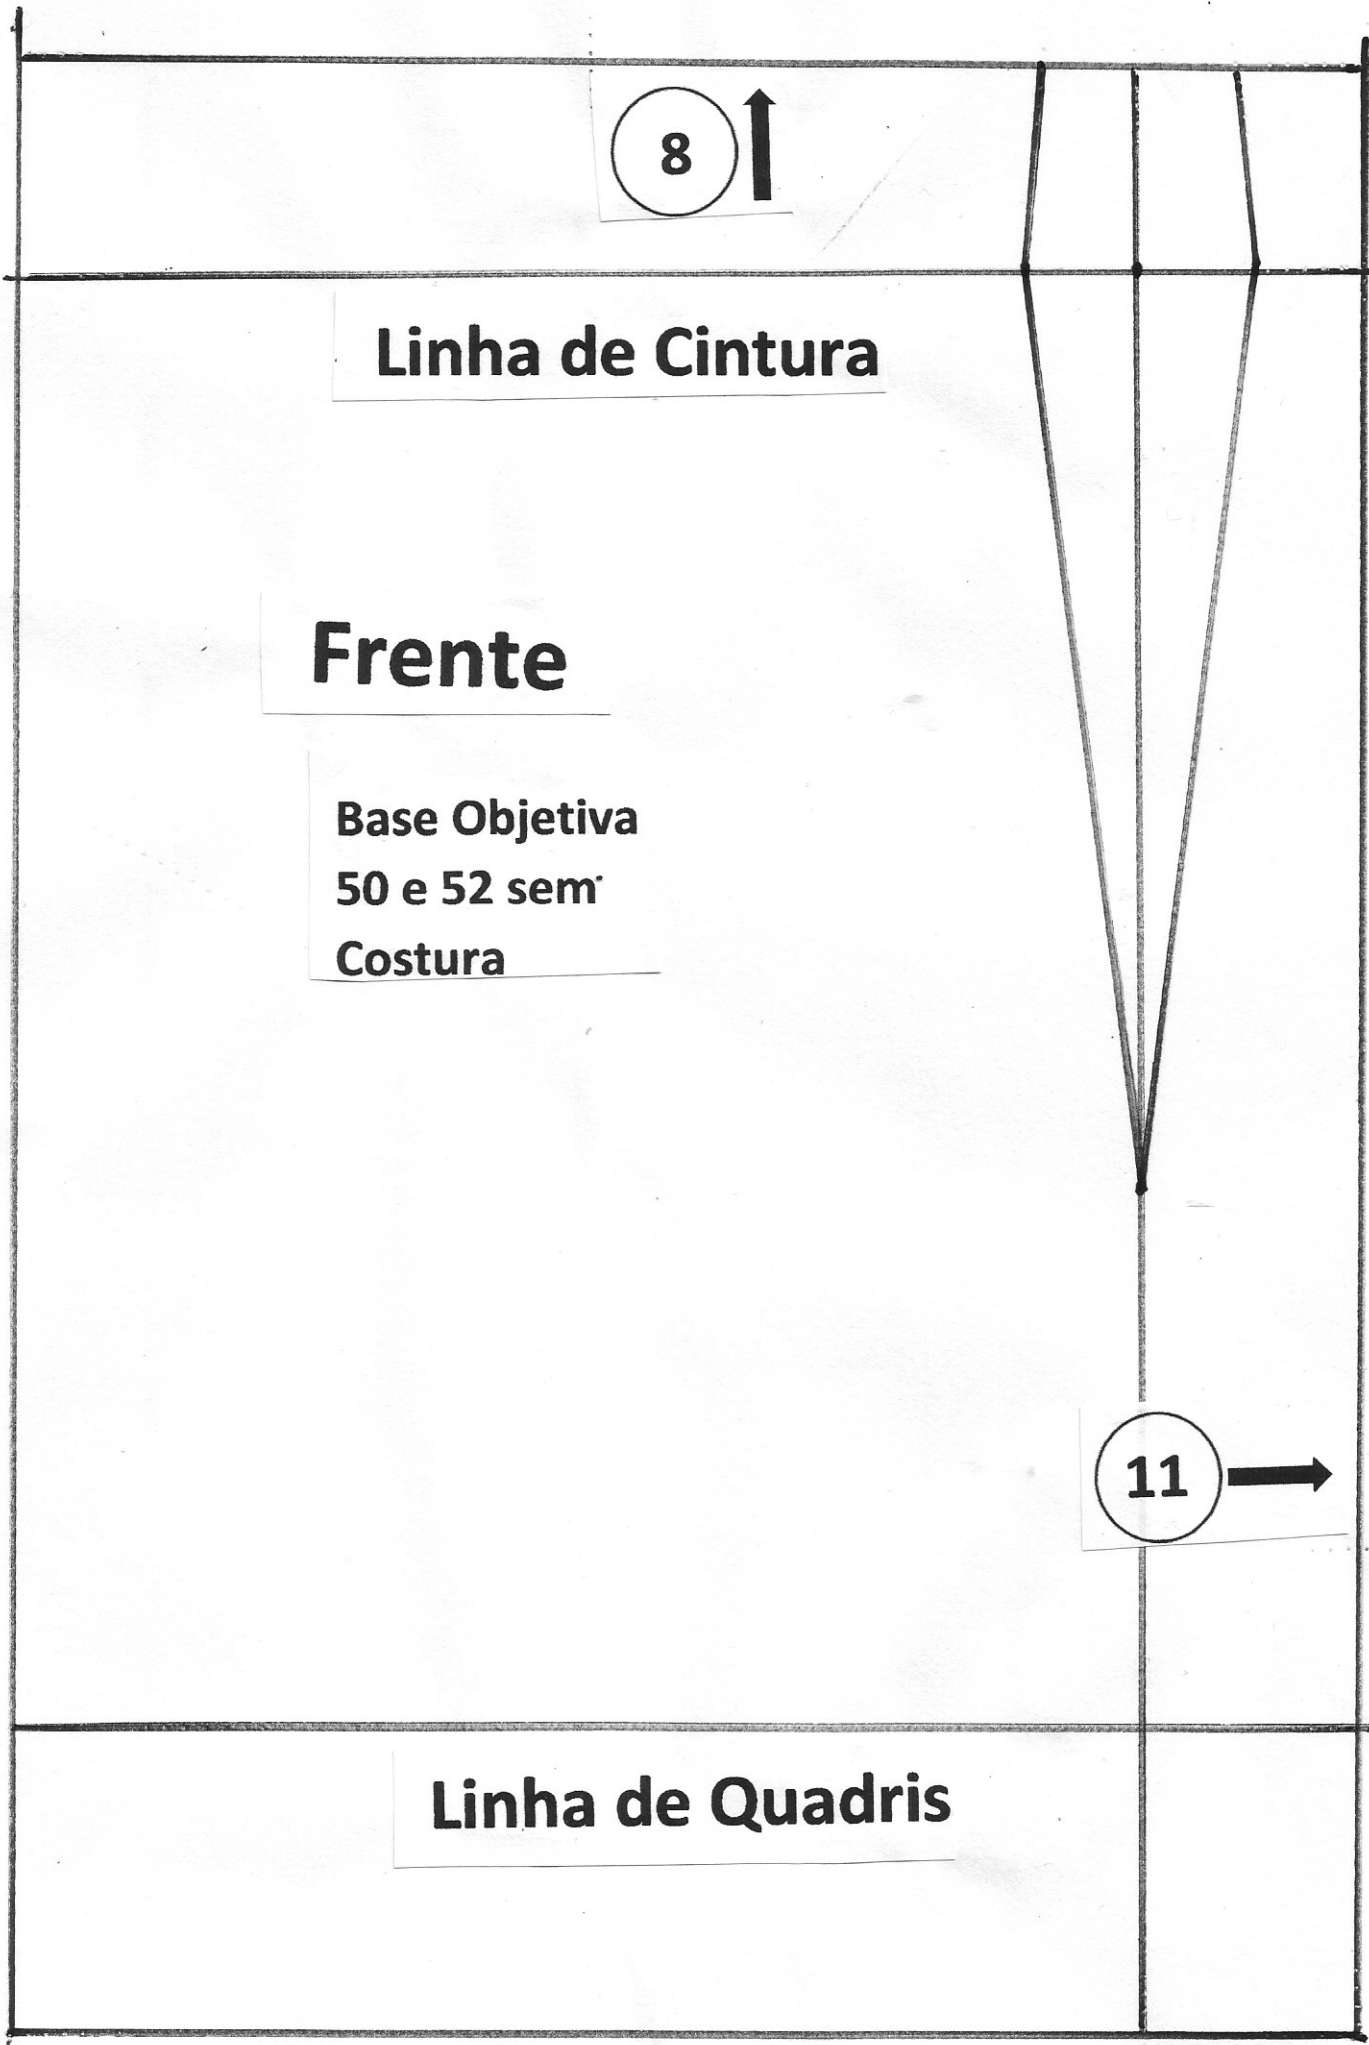 8
Linha de Cintura
Frente
Base Objetiva
50 e 52 sem
Costura
11
Linha de Quadris